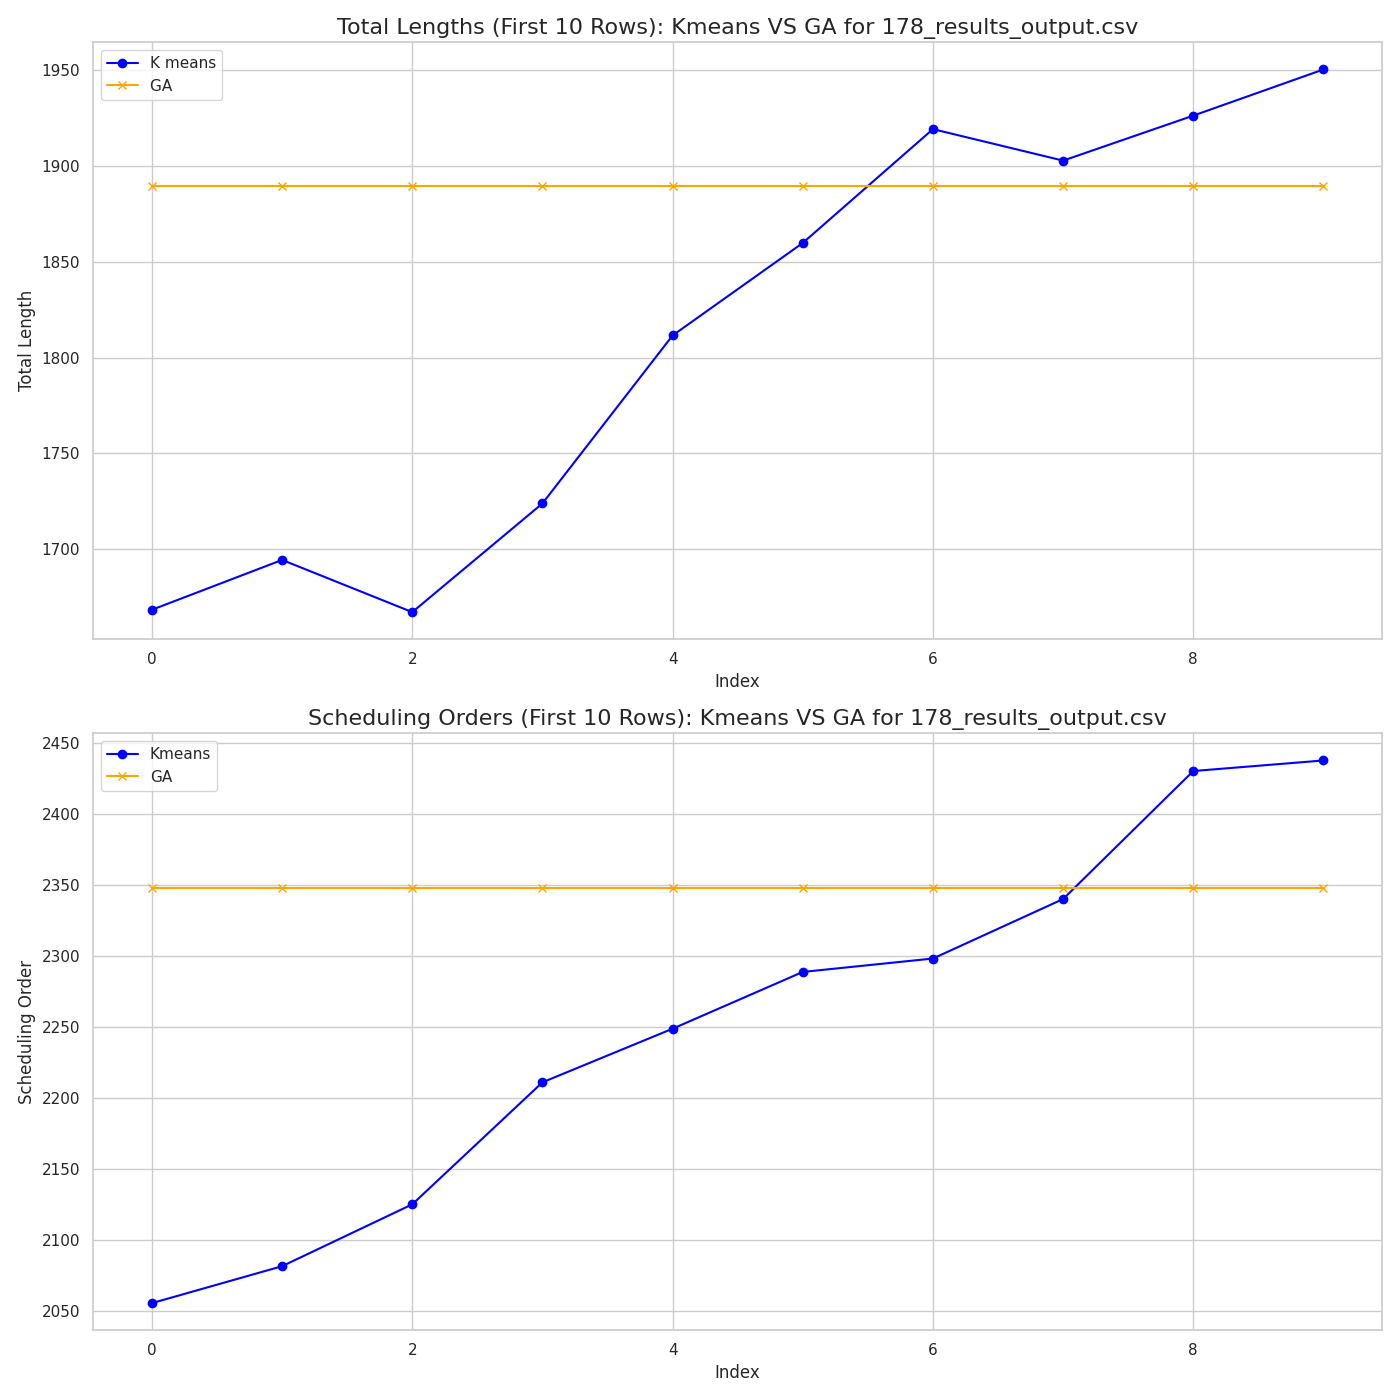 Total Lengths (First 10 Rows): Kmeans VS GA for 178_results_output.csv
K means
GA
1950
1900
1850
1800
1750
1700
Total Length
0 2 4 6 8
Index
Scheduling Orders (First 10 Rows): Kmeans VS GA for 178_results_output.csv
Kmeans
GA
2450
2400
2350
2300
2250
2200
2150
2100
2050
Scheduling Order
0 2 4 6 8
Index